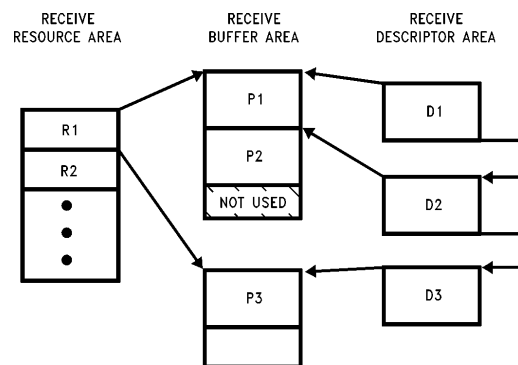 RECEIVE
RESOURCE AREA
RECEIVE
BUFFER AREA
RECEIVE
DESCRIPTOR AREA
R1
R2
P1
P2
NOT USED
P3
D1
D2
D3